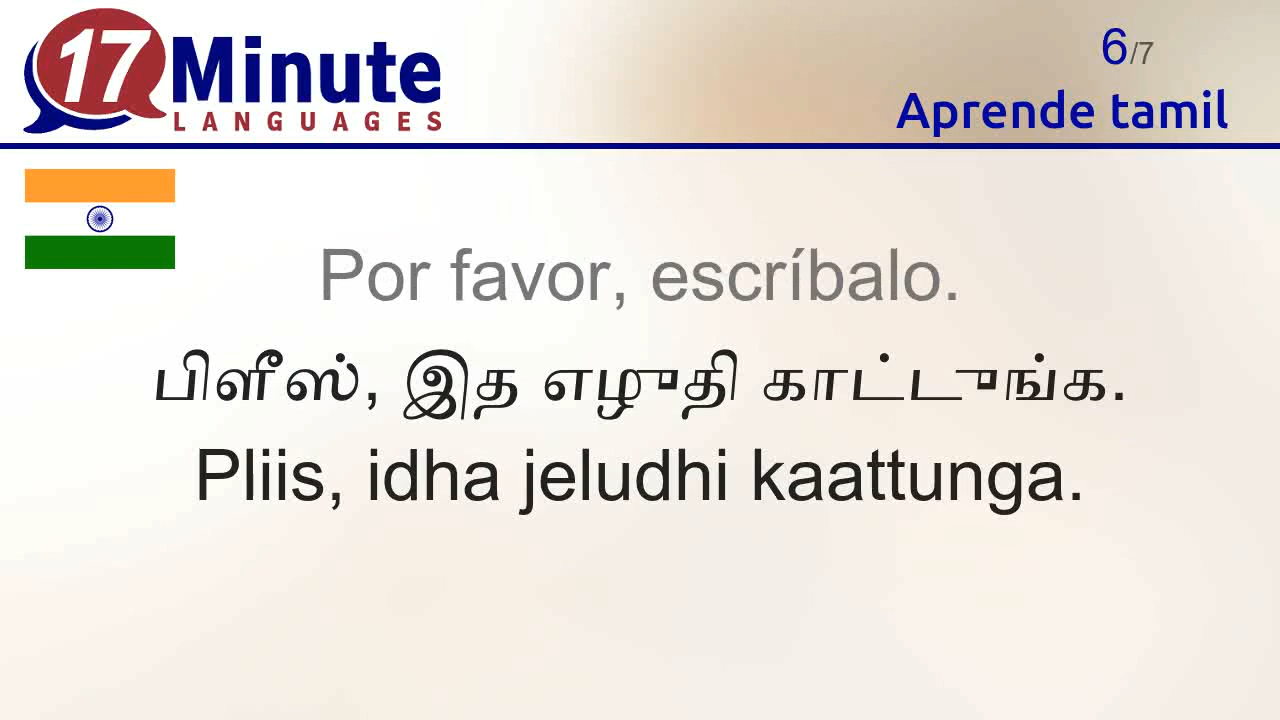 17 Minute
LANGUAGES
6/7
Aprende tamil
Por favor, escríbalo.
பிளீஸ், இத எழுதி காட்டுங்க.
Pliis, idha jeludhi kaattunga.